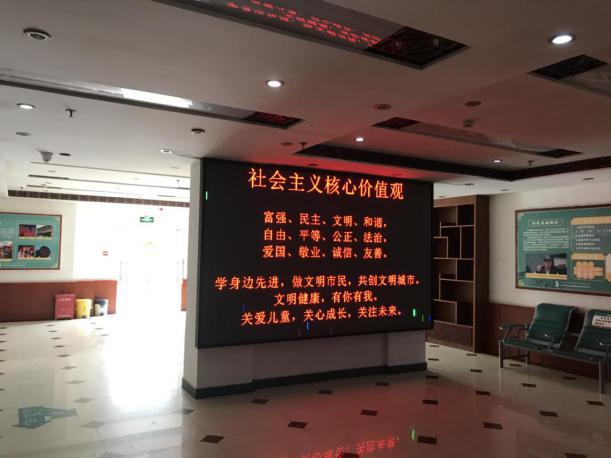 社会主义核心价值观
富强、民主、文明、和谐,
自由、平等、公正、法治,
爱国、敬业、诚信、友善。
学身边先进，做文明市民，共创文明城市。
文明健康，有你有我。
关爱儿童，关心成长，关注未来。